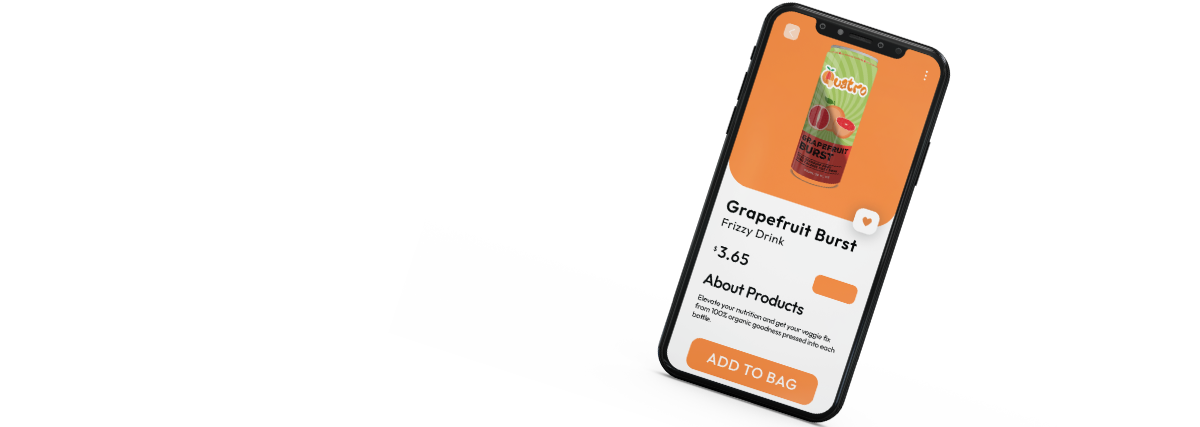 Gustro
GRAPEFRUIT
BURST
Grapefruit Burst
Frizzy Drink
$3.65
About Products
Elevate your nutrition and get your veggie fix
from 100% organic goodness pressed into each
bottle.
ADD TO BAG